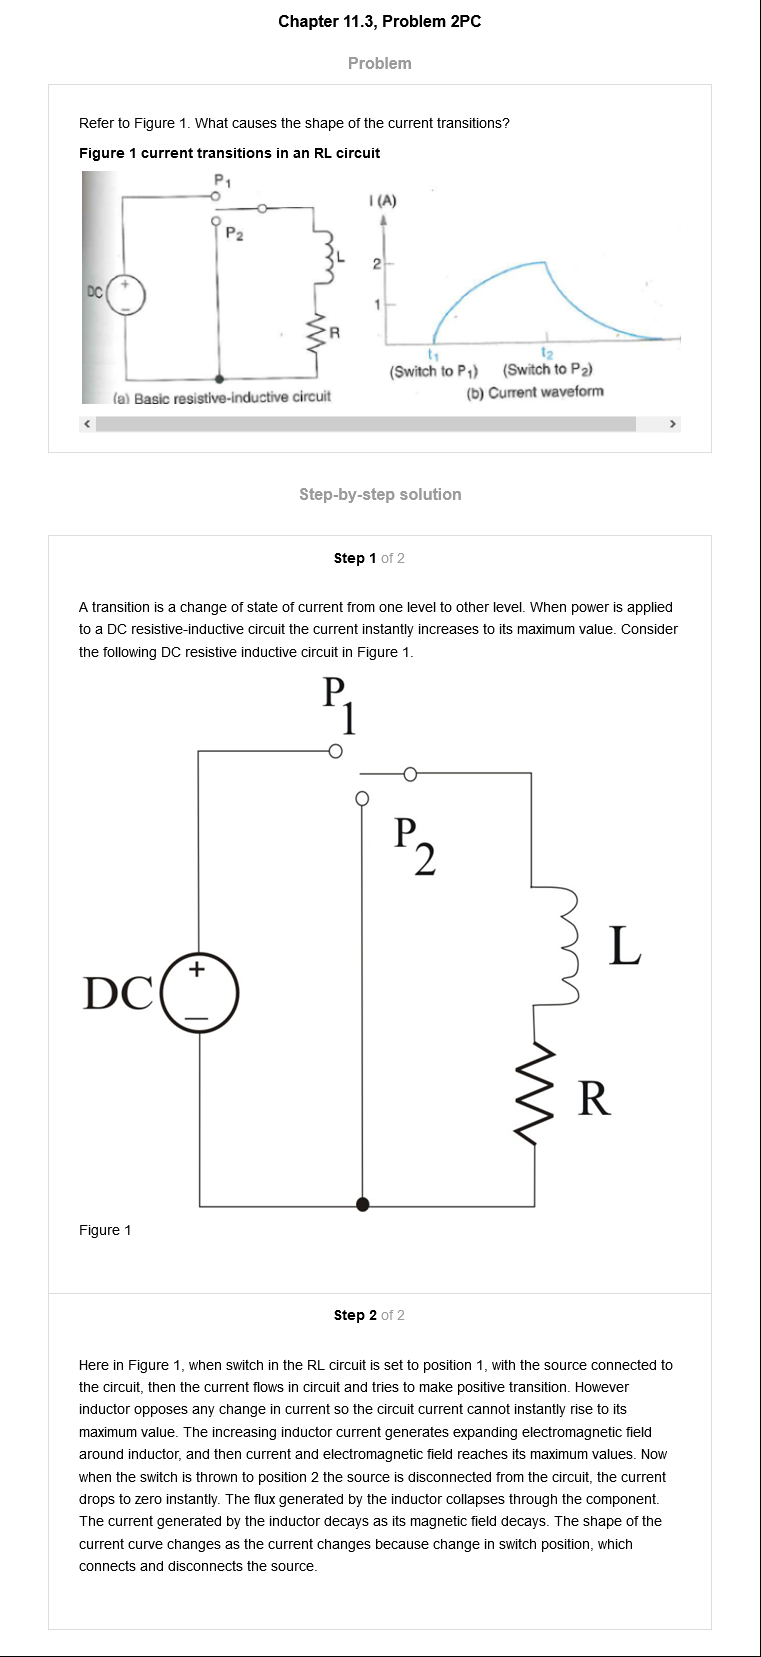 Chapter 11.3, Problem 2PC
Problem
Refer to Figure 1. What causes the shape of the current transitions?
Figure 1 current transitions in an RL circuit
P1
P2
DC
+
−
L
R
(a) Basic resistive-inductive circuit
I (A)
2
1
t1
(Switch to P1)
t2
(Switch to P2)
(b) Current waveform
Step-by-step solution
Step 1 of 2
A transition is a change of state of current from one level to other level. When power is applied
to a DC resistive-inductive circuit the current instantly increases to its maximum value. Consider
the following DC resistive inductive circuit in Figure 1.
P1
P2
DC
+
−
L
R
Figure 1
Step 2 of 2
Here in Figure 1, when switch in the RL circuit is set to position 1, with the source connected to
the circuit, then the current flows in circuit and tries to make positive transition. However
inductor opposes any change in current so the circuit current cannot instantly rise to its
maximum value. The increasing inductor current generates expanding electromagnetic field
around inductor, and then current and electromagnetic field reaches its maximum values. Now
when the switch is thrown to position 2 the source is disconnected from the circuit, the current
drops to zero instantly. The flux generated by the inductor collapses through the component.
The current generated by the inductor decays as its magnetic field decays. The shape of the
current curve changes as the current changes because change in switch position, which
connects and disconnects the source.